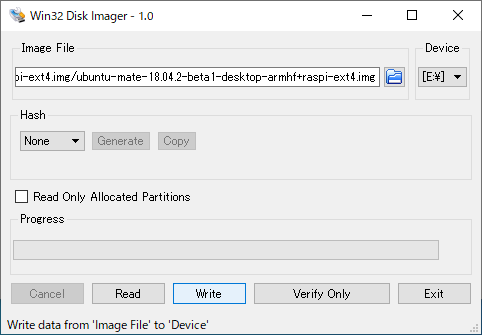 Win32 Disk Imager - 1.0
Image File
Device
pi-ext4.img/ubuntu-mate-18.04.2-beta1-desktop-armhf+raspi-ext4.img
[E:¥]
Hash
None
Generate
Copy
Read Only Allocated Partitions
Progress
Cancel
Read
Write
Verify Only
Exit
Write data from 'Image File' to 'Device'